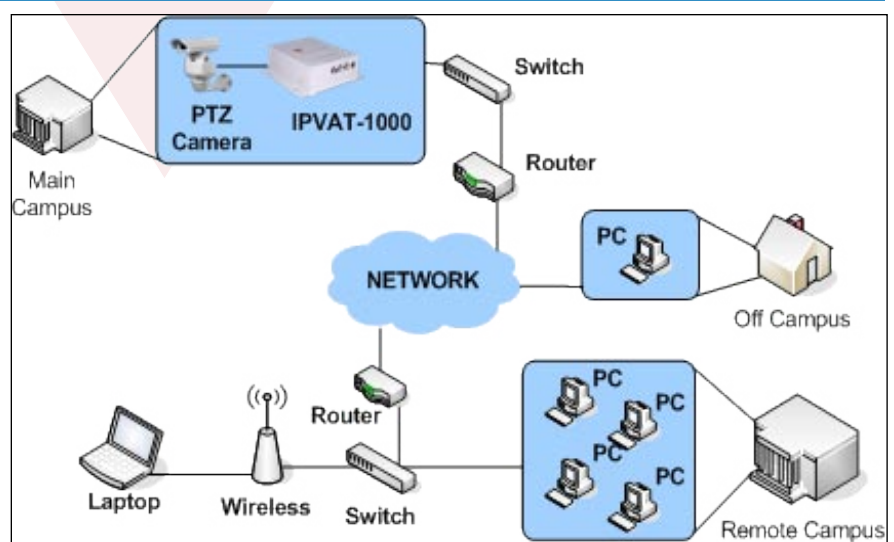 Switch
PTZ
Camera
IPVAT-1000
Main
Campus
Router
PC
NETWORK
Off Campus
Router
PC
PC
PC
PC
Laptop
Wireless
Switch
Remote Campus